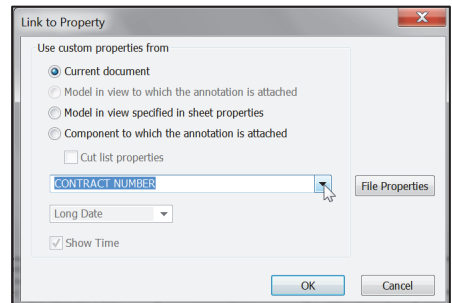 Link to Property
Use custom properties from
Current document
Model in view to which the annotation is attached
Model in view specified in sheet properties
Component to which the annotation is attached
Cut list properties
CONTRACT NUMBER
File Properties
Long Date
Show Time
OK
Cancel